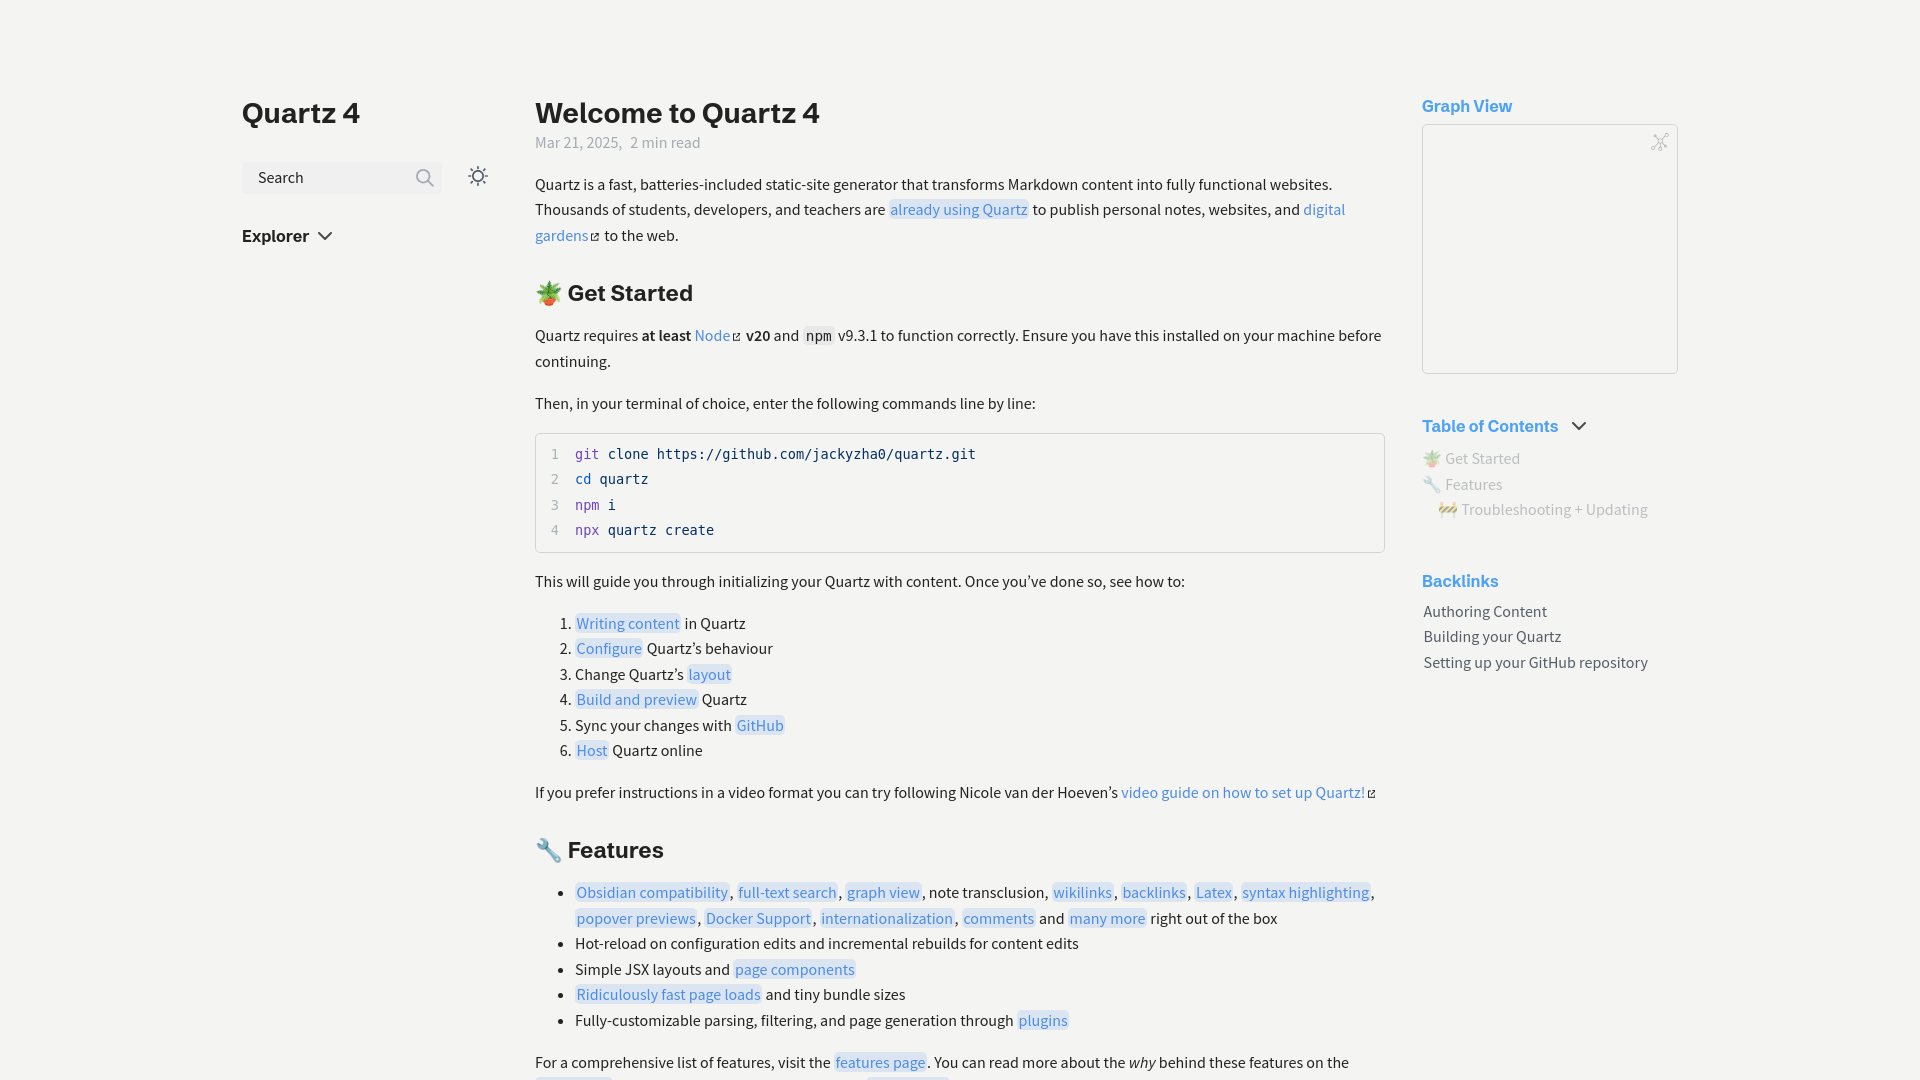 Quartz 4
Search
Explorer
Welcome to Quartz 4
Mar 21, 2025, 2 min read
Quartz is a fast, batteries-included static-site generator that transforms Markdown content into fully functional websites.
Thousands of students, developers, and teachers are already using Quartz to publish personal notes, websites, and digital
gardens to the web.
🪴 Get Started
Quartz requires at least Node v20 and npm v9.3.1 to function correctly. Ensure you have this installed on your machine before
continuing.
Then, in your terminal of choice, enter the following commands line by line:
1 git clone https://github.com/jackyzha0/quartz.git
2 cd quartz
3 npm i
4 npx quartz create
This will guide you through initializing your Quartz with content. Once you’ve done so, see how to:
1. Writing content in Quartz
2. Configure Quartz’s behaviour
3. Change Quartz’s layout
4. Build and preview Quartz
5. Sync your changes with GitHub
6. Host Quartz online
If you prefer instructions in a video format you can try following Nicole van der Hoeven’s video guide on how to set up Quartz!
🔧 Features
• Obsidian compatibility, full-text search, graph view, note transclusion, wikilinks, backlinks, Latex, syntax highlighting,
popover previews, Docker Support, internationalization, comments and many more right out of the box
• Hot-reload on configuration edits and incremental rebuilds for content edits
• Simple JSX layouts and page components
• Ridiculously fast page loads and tiny bundle sizes
• Fully-customizable parsing, filtering, and page generation through plugins
For a comprehensive list of features, visit the features page. You can read more about the why behind these features on the
Graph View
Table of Contents
🪴 Get Started
🔧 Features
🚧 Troubleshooting + Updating
Backlinks
Authoring Content
Building your Quartz
Setting up your GitHub repository